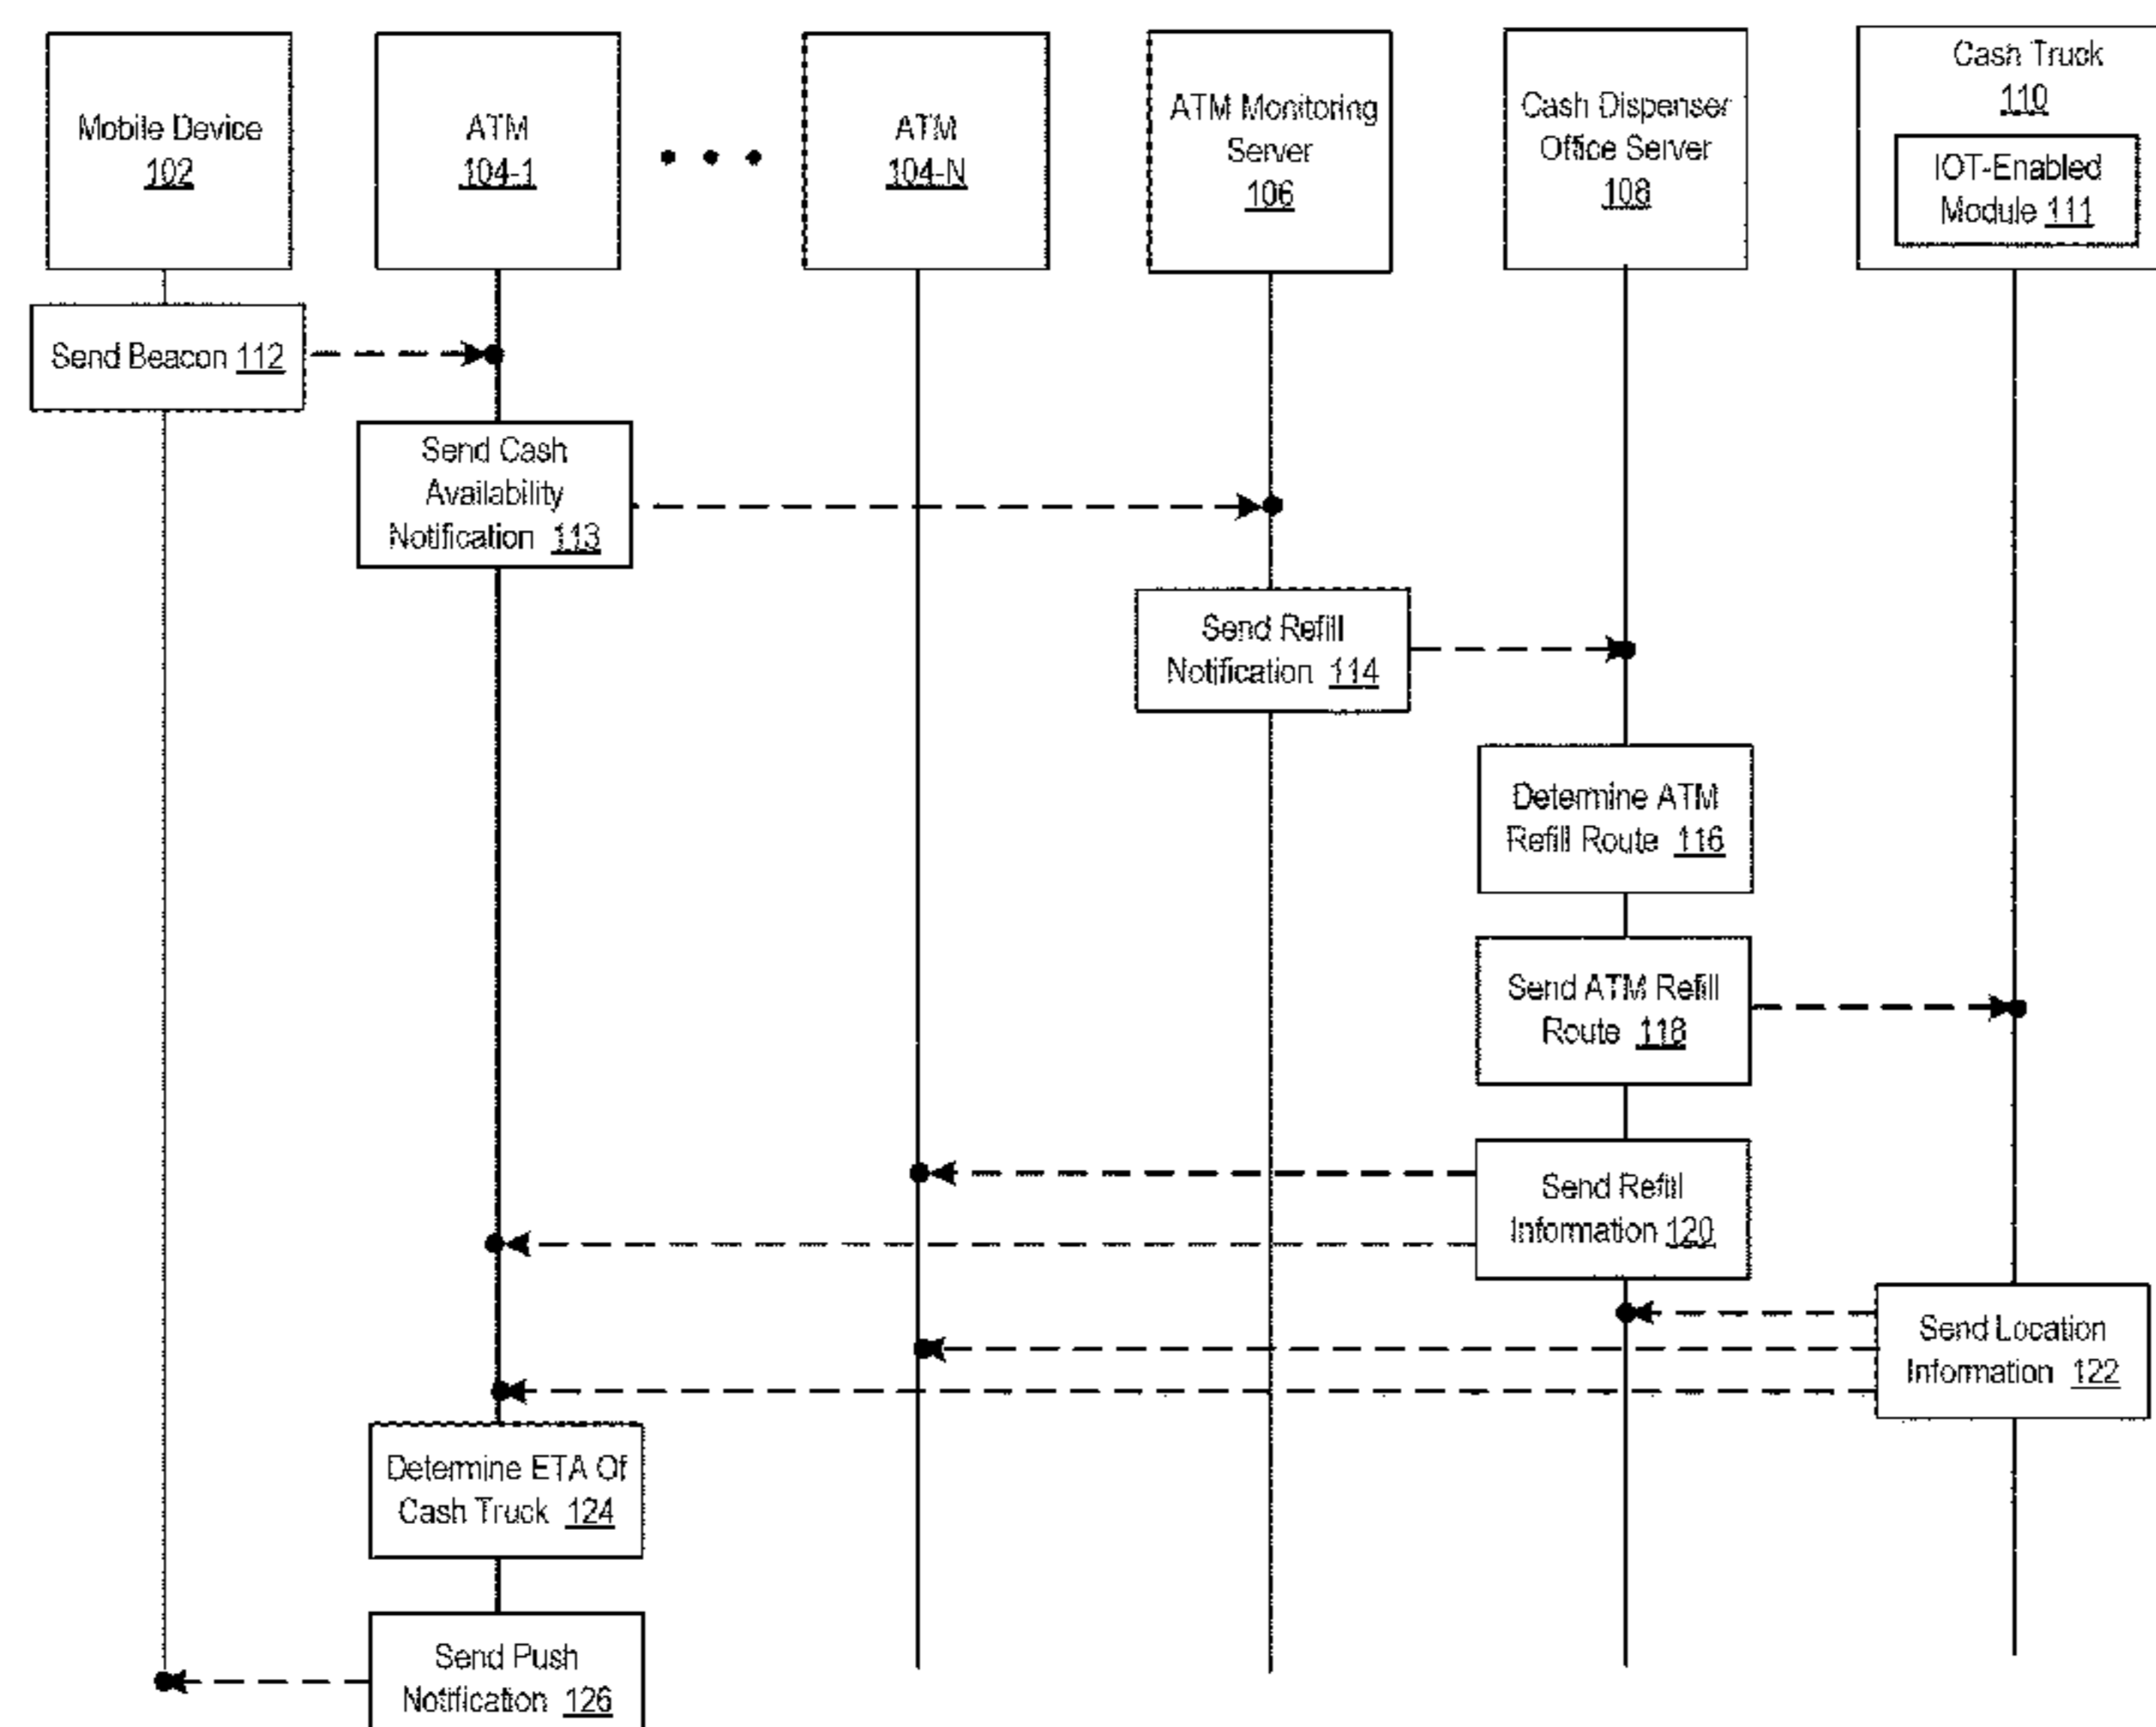 Mobile Device
102
ATM
104-1
ATM
104-N
ATM Monitoring
Server
106
Cash Dispenser
Office Server
108
Cash Truck
110
IOT-Enabled
Module 111
Send Beacon 112
Send Cash
Availability
Notification 113
Send Refill
Notification 114
Determine ATM
Refill Route 116
Send ATM Refill
Route 118
Send Refill
Information 120
Send Location
Information 122
Determine ETA Of
Cash Truck 124
Send Push
Notification 126